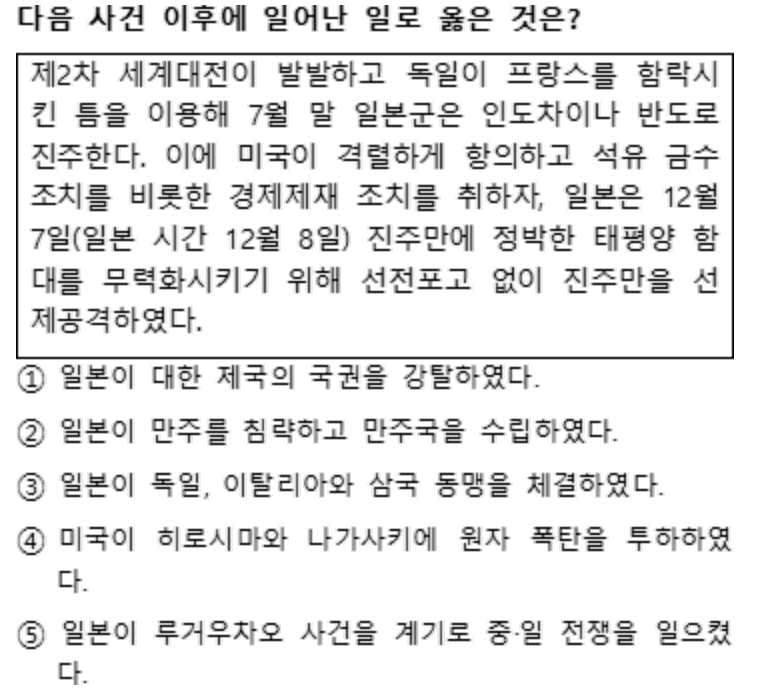 다음 사건 이후에 일어난 일로 옳은 것은?
제2차 세계대전이 발발하고 독일이 프랑스를 함락시
킨 틈을 이용해 7월 말 일본군은 인도차이나 반도로
진주한다. 이에 미국이 격렬하게 항의하고 석유 금수
조치를 비롯한 경제제재 조치를 취하자, 일본은 12월
7일(일본 시간 12월 8일) 진주만에 정박한 태평양 함
대를 무력화시키기 위해 선전포고 없이 진주만을 선
제공격하였다.
① 일본이 대한 제국의 국권을 강탈하였다.
② 일본이 만주를 침략하고 만주국을 수립하였다.
③ 일본이 독일, 이탈리아와 삼국 동맹을 체결하였다.
④ 미국이 히로시마와 나가사키에 원자 폭탄을 투하하였
다.
⑤ 일본이 루거우차오 사건을 계기로 중·일 전쟁을 일으켰
다.